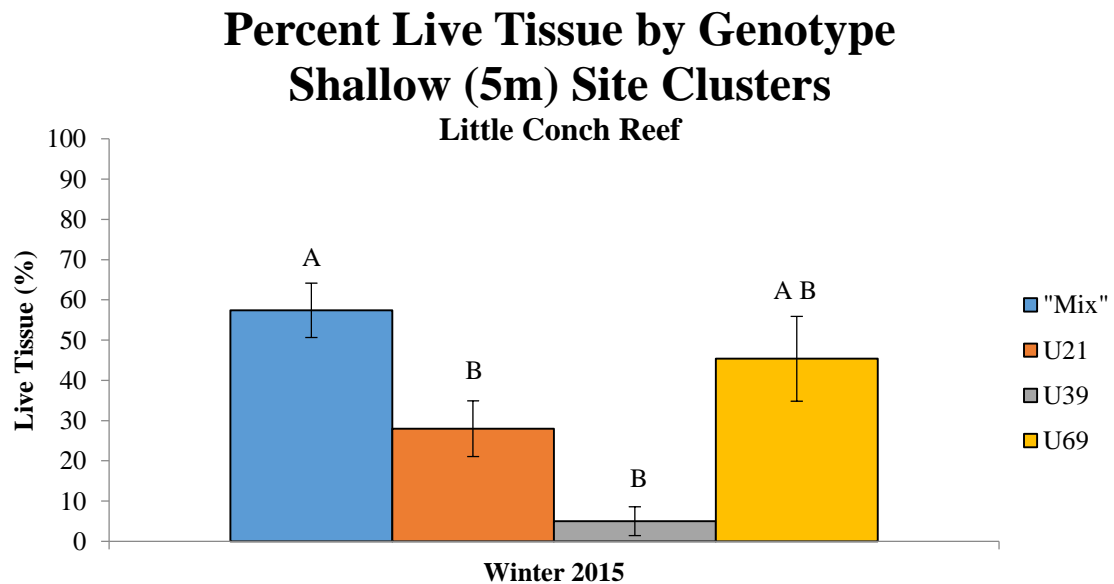 Percent Live Tissue by Genotype
Shallow (5m) Site Clusters
Little Conch Reef
100
90
80
70
60
50
40
30
20
10
0
Live Tissue (%)
A
B
B
A B
Winter 2015
"Mix"
U21
U39
U69